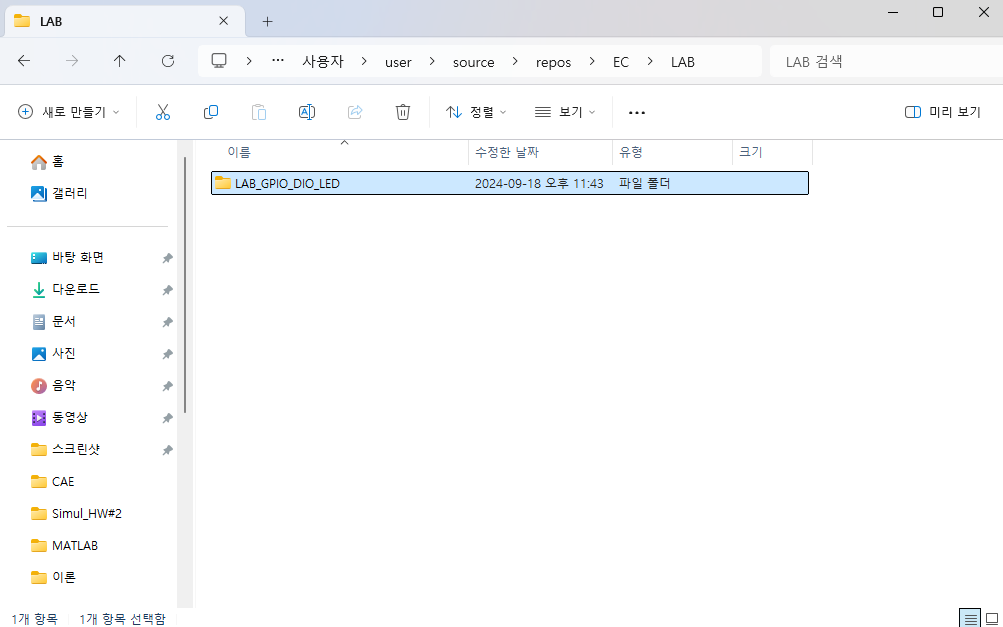 LAB
사용자 user source repos EC LAB LAB 검색
새로 만들기 정렬 보기 미리 보기
이름 수정한 날짜 유형 크기
LAB_GPIO_DIO_LED 2024-09-18 오후 11:43 파일 폴더
홈
갤러리
바탕 화면
다운로드
문서
사진
음악
동영상
스크린샷
CAE
Simul_HW#2
MATLAB
이론
1개 항목 1개 항목 선택함